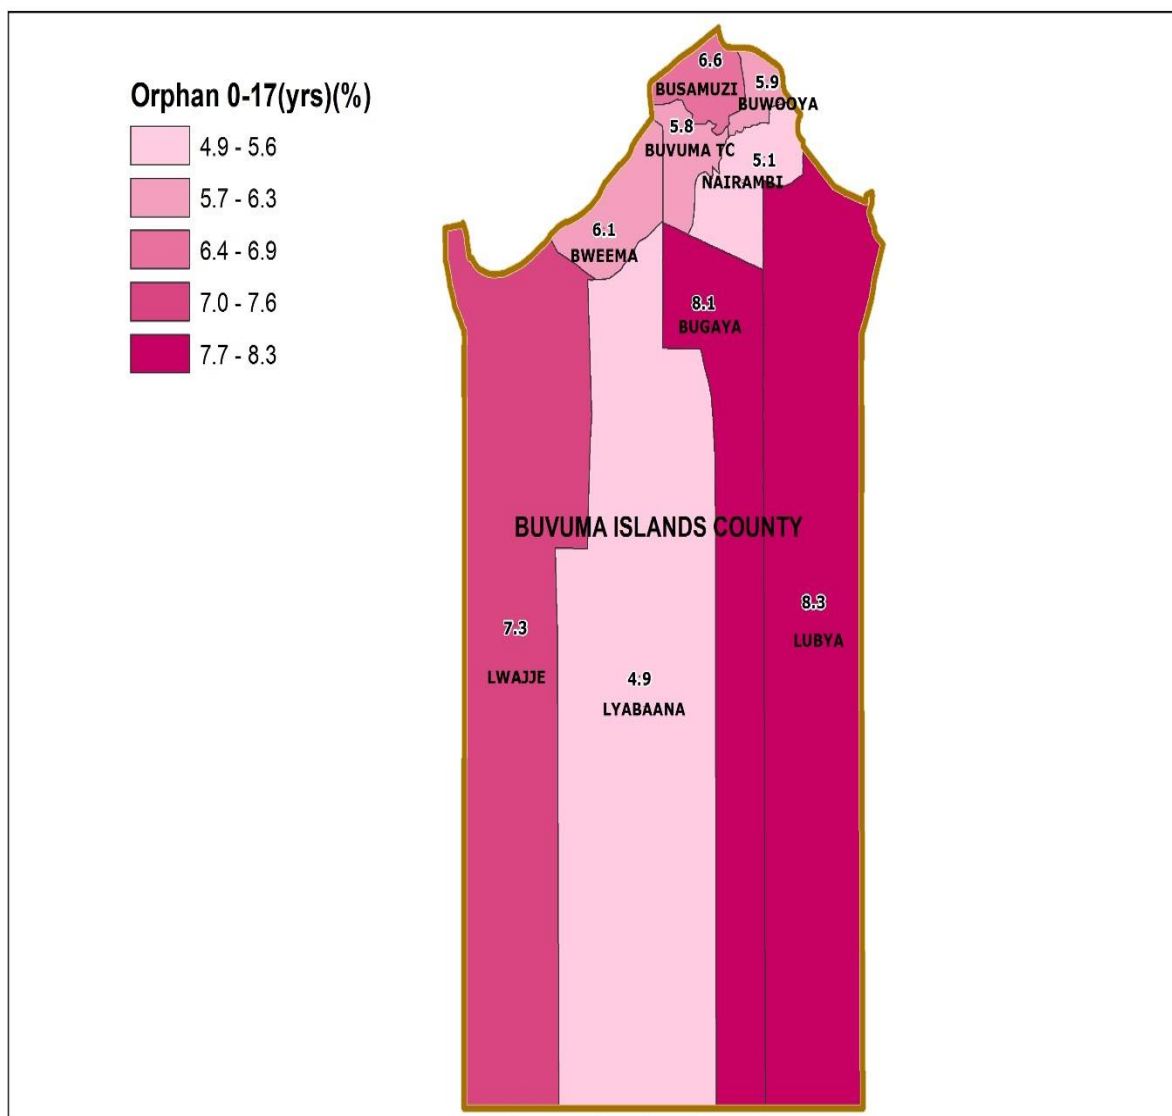 Orphan 0-17(yrs)(%)
4.9 - 5.6
5.7 - 6.3
6.4 - 6.9
7.0 - 7.6
7.7 - 8.3
6.6
BUSAMUZI
5.9
BUWOOYA
5.8
BUVUMA TC
5.1
NAIRAMBI
6.1
BWEEMA
8.1
BUGAYA
BUVUMA ISLANDS COUNTY
8.3
LUBYA
7.3
LWAJJE
4.9
LYABAANA